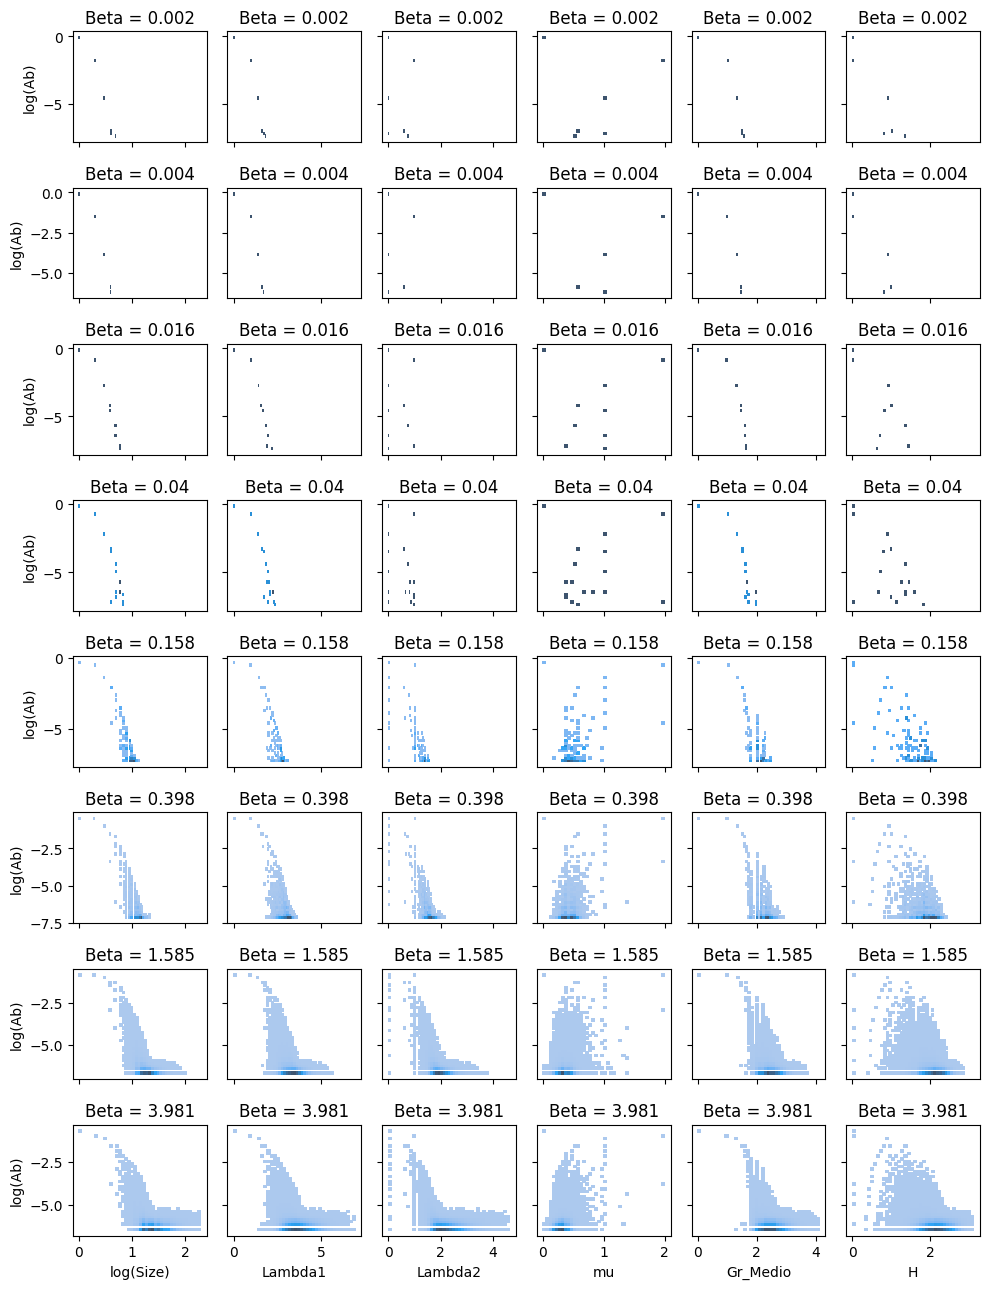 Beta = 0.002 Beta = 0.002 Beta = 0.002 Beta = 0.002 Beta = 0.002 Beta = 0.002
0
log(Ab)
−5
Beta = 0.004 Beta = 0.004 Beta = 0.004 Beta = 0.004 Beta = 0.004 Beta = 0.004
0.0
log(Ab)
−2.5
−5.0
Beta = 0.016 Beta = 0.016 Beta = 0.016 Beta = 0.016 Beta = 0.016 Beta = 0.016
0
log(Ab)
−5
Beta = 0.04 Beta = 0.04 Beta = 0.04 Beta = 0.04 Beta = 0.04 Beta = 0.04
0
log(Ab)
−5
Beta = 0.158 Beta = 0.158 Beta = 0.158 Beta = 0.158 Beta = 0.158 Beta = 0.158
0
log(Ab)
−5
Beta = 0.398 Beta = 0.398 Beta = 0.398 Beta = 0.398 Beta = 0.398 Beta = 0.398
−2.5
log(Ab)
−5.0
−7.5
Beta = 1.585 Beta = 1.585 Beta = 1.585 Beta = 1.585 Beta = 1.585 Beta = 1.585
−2.5
log(Ab)
−5.0
Beta = 3.981 Beta = 3.981 Beta = 3.981 Beta = 3.981 Beta = 3.981 Beta = 3.981
−2.5
log(Ab)
−5.0
0 1 2 0 5 0 2 4 0 1 2 0 2 4 0 2
log(Size) Lambda1 Lambda2 mu Gr_Medio H